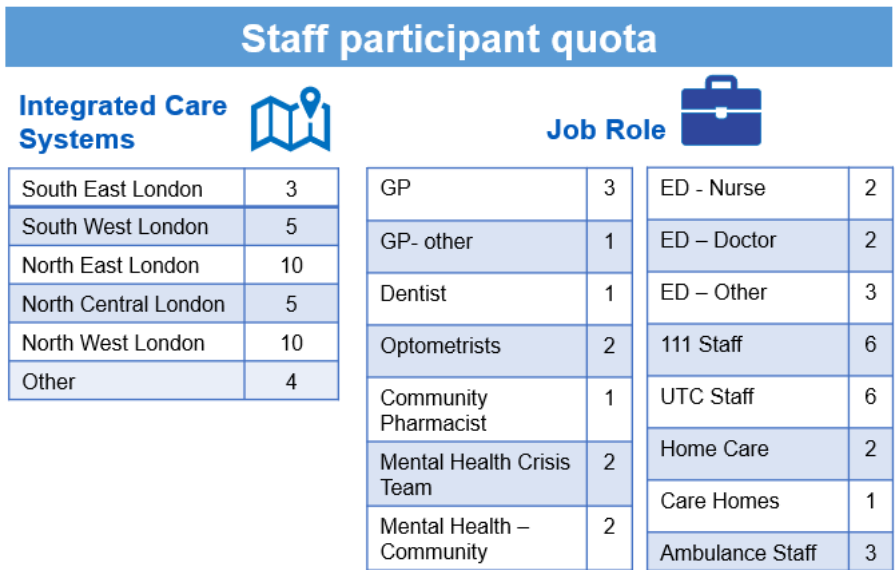 Staff participant quota
Integrated Care
Systems
South East London 3
South West London 5
North East London 10
North Central London 5
North West London 10
Other 4
Job Role
GP 3
GP- other 1
Dentist 1
Optometrists 2
Community
Pharmacist 1
Mental Health Crisis
Team 2
Mental Health –
Community 2
ED - Nurse 2
ED – Doctor 2
ED – Other 3
111 Staff 6
UTC Staff 6
Home Care 2
Care Homes 1
Ambulance Staff 3